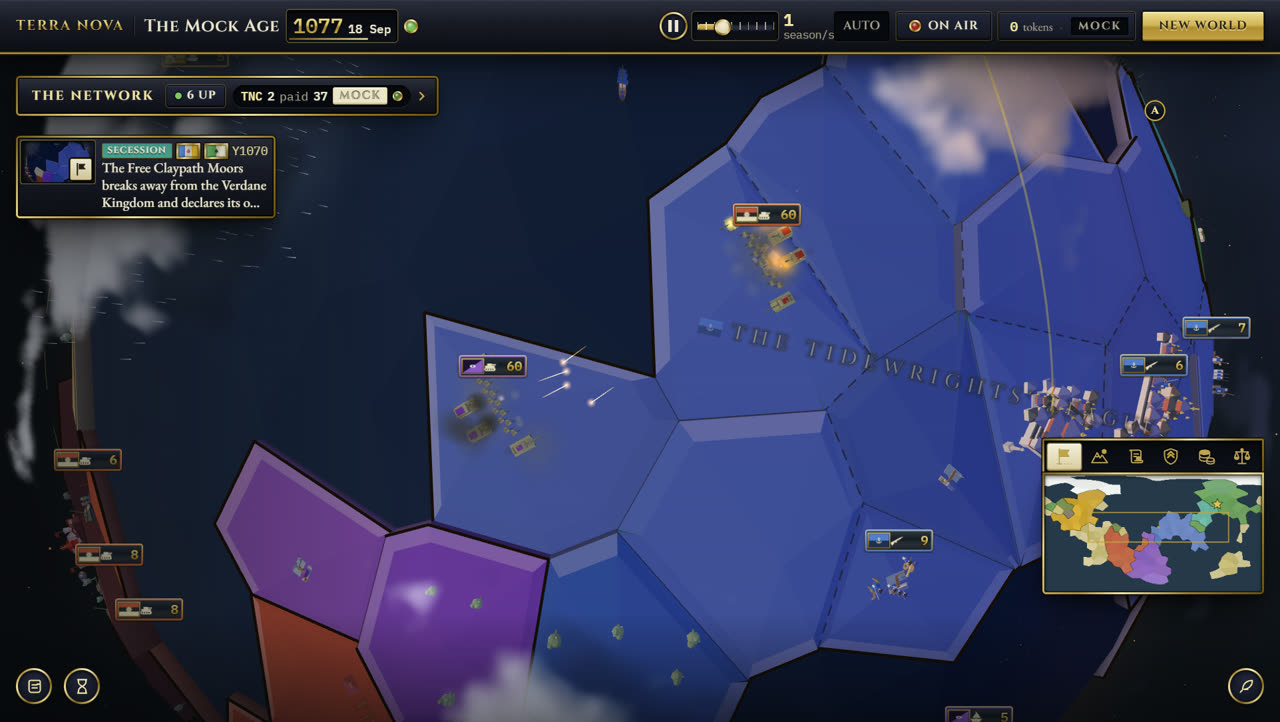 TERRA NOVA
THE MOCK AGE
1077 18 Sep
1
season/s
AUTO
ON AIR
0 tokens
MOCK
NEW WORLD
THE NETWORK
6 UP
TNC 2 paid 37 MOCK
A
SECESSION
Y1070
The Free Claypath Moors
breaks away from the Verdane
Kingdom and declares its o...
60
60
THE TIDEWRIGHTS
7
6
6
8
8
9
5